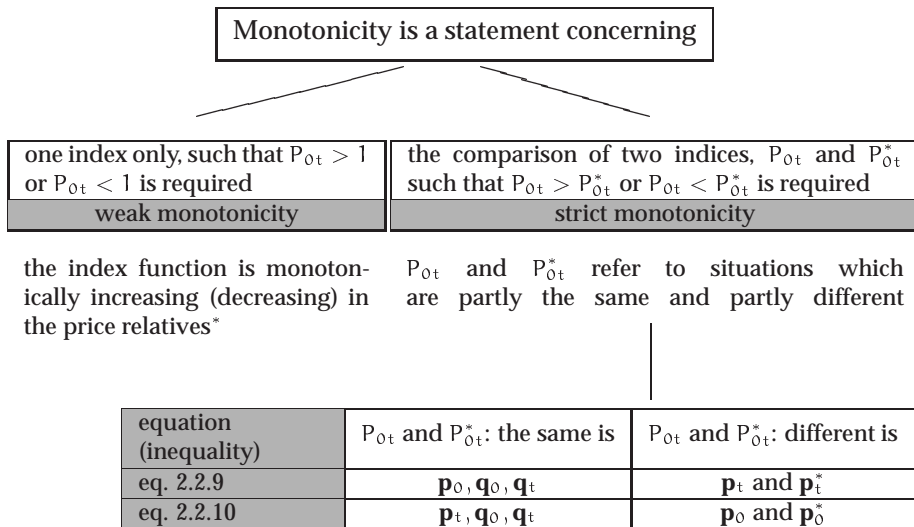 Monotonicity is a statement concerning
one index only, such that P₀ₜ > 1
or P₀ₜ < 1 is required
weak monotonicity
the comparison of two indices, P₀ₜ and P*₀ₜ
such that P₀ₜ > P*₀ₜ or P₀ₜ < P*₀ₜ is required
strict monotonicity
the index function is monoton-
ically increasing (decreasing) in
the price relatives*
P₀ₜ and P*₀ₜ refer to situations which
are partly the same and partly different
equation
(inequality)
P₀ₜ and P*₀ₜ: the same is
P₀ₜ and P*₀ₜ: different is
eq. 2.2.9
p₀, q₀, qₜ
pₜ and p*ₜ
eq. 2.2.10
pₜ, q₀, qₜ
p₀ and p*₀